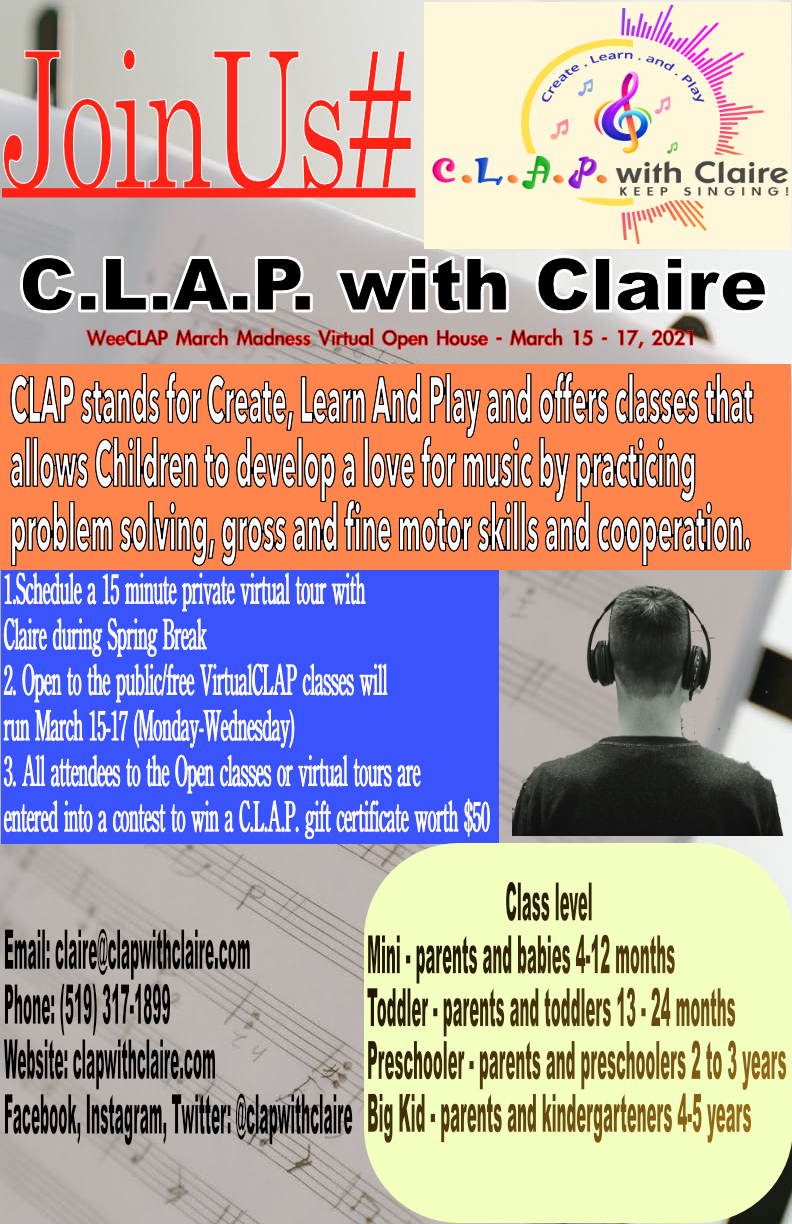 JoinUs#
Create . Learn . and . Play
C.L.A.P. with Claire
KEEP SINGING!
C.L.A.P. with Claire
WeeCLAP March Madness Virtual Open House - March 15 - 17, 2021
CLAP stands for Create, Learn And Play and offers classes that
allows Children to develop a love for music by practicing
problem solving, gross and fine motor skills and cooperation.
1.Schedule a 15 minute private virtual tour with
Claire during Spring Break
2. Open to the public/free VirtualCLAP classes will
run March 15-17 (Monday-Wednesday)
3. All attendees to the Open classes or virtual tours are
entered into a contest to win a C.L.A.P. gift certificate worth $50
Email: claire@clapwithclaire.com
Phone: (519) 317-1899
Website: clapwithclaire.com
Facebook, Instagram, Twitter: @clapwithclaire
Class level
Mini - parents and babies 4-12 months
Toddler - parents and toddlers 13 - 24 months
Preschooler - parents and preschoolers 2 to 3 years
Big Kid - parents and kindergarteners 4-5 years